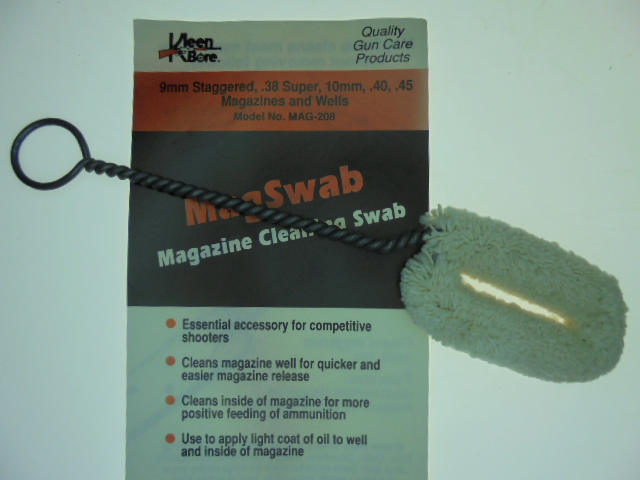 Kleen
Bore.
Quality
Gun Care
Products
9mm Staggered, .38 Super, 10mm, .40, .45
Magazines and Wells
Model No. MAG-208
MagSwab
Magazine Cleaning Swab
Essential accessory for competitive
shooters
Cleans magazine well for quicker and
easier magazine release
Cleans inside of magazine for more
positive feeding of ammunition
Use to apply light coat of oil to well
and inside of magazine